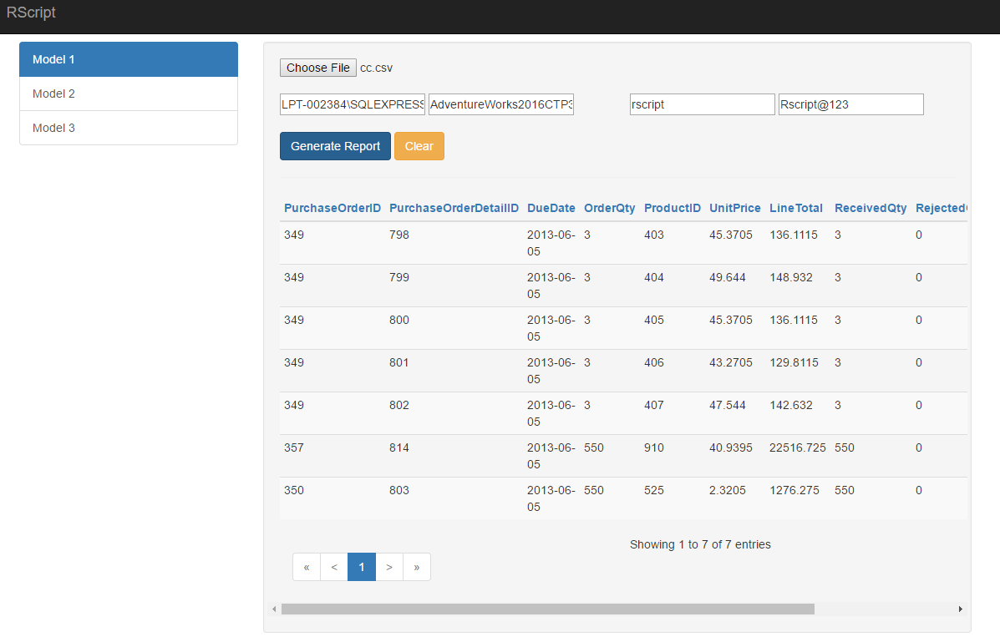 RScript
Model 1
Model 2
Model 3
Choose File cc.csv
LPT-002384\SQLEXPRESS AdventureWorks2016CTP3 rscript Rscript@123
Generate Report Clear
PurchaseOrderID PurchaseOrderDetailID DueDate OrderQty ProductID UnitPrice LineTotal ReceivedQty Rejected
349 798 2013-06- 3 403 45.3705 136.1115 3 0
05
349 799 2013-06- 3 404 49.644 148.932 3 0
05
349 800 2013-06- 3 405 45.3705 136.1115 3 0
05
349 801 2013-06- 3 406 43.2705 129.8115 3 0
05
349 802 2013-06- 3 407 47.544 142.632 3 0
05
357 814 2013-06- 550 910 40.9395 22516.725 550 0
05
350 803 2013-06- 550 525 2.3205 1276.275 550 0
05
Showing 1 to 7 of 7 entries
« < 1 > »